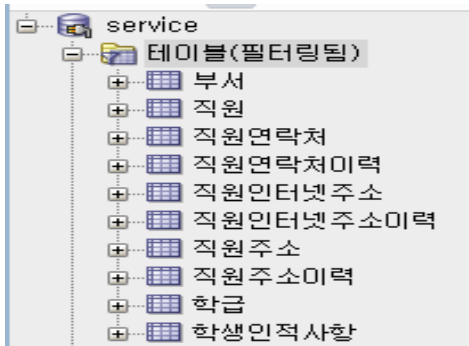 service
테이블(필터링됨)
부서
직원
직원연락처
직원연락처이력
직원인터넷주소
직원인터넷주소이력
직원주소
직원주소이력
학급
학생인적사항